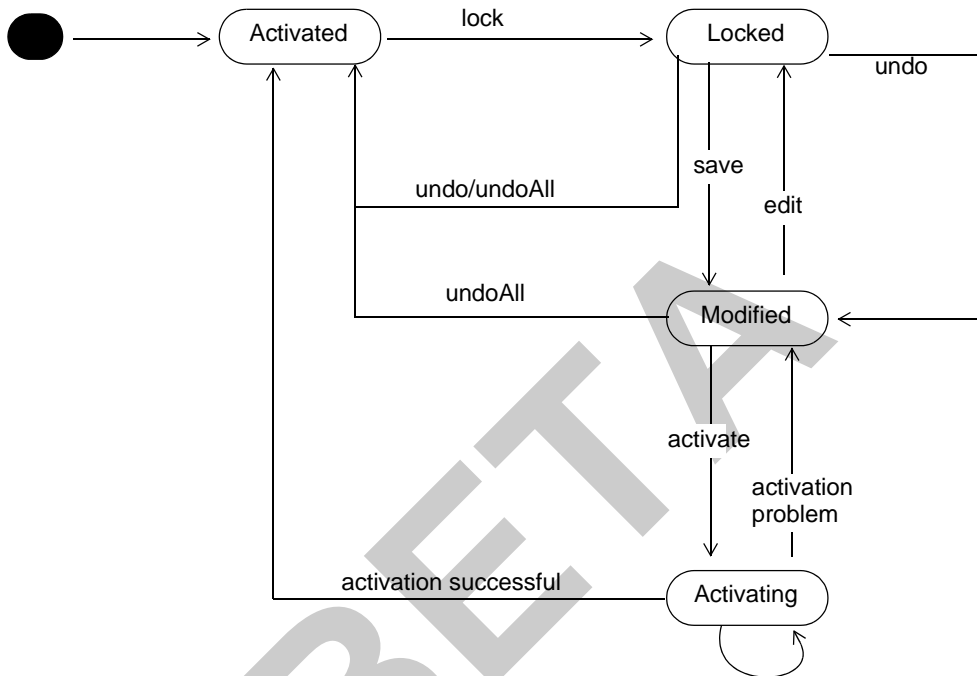 lock
Activated
Locked
undo
save
undo/undoAll
edit
undoAll
Modified
activate
activation
problem
activation successful
Activating
BETA